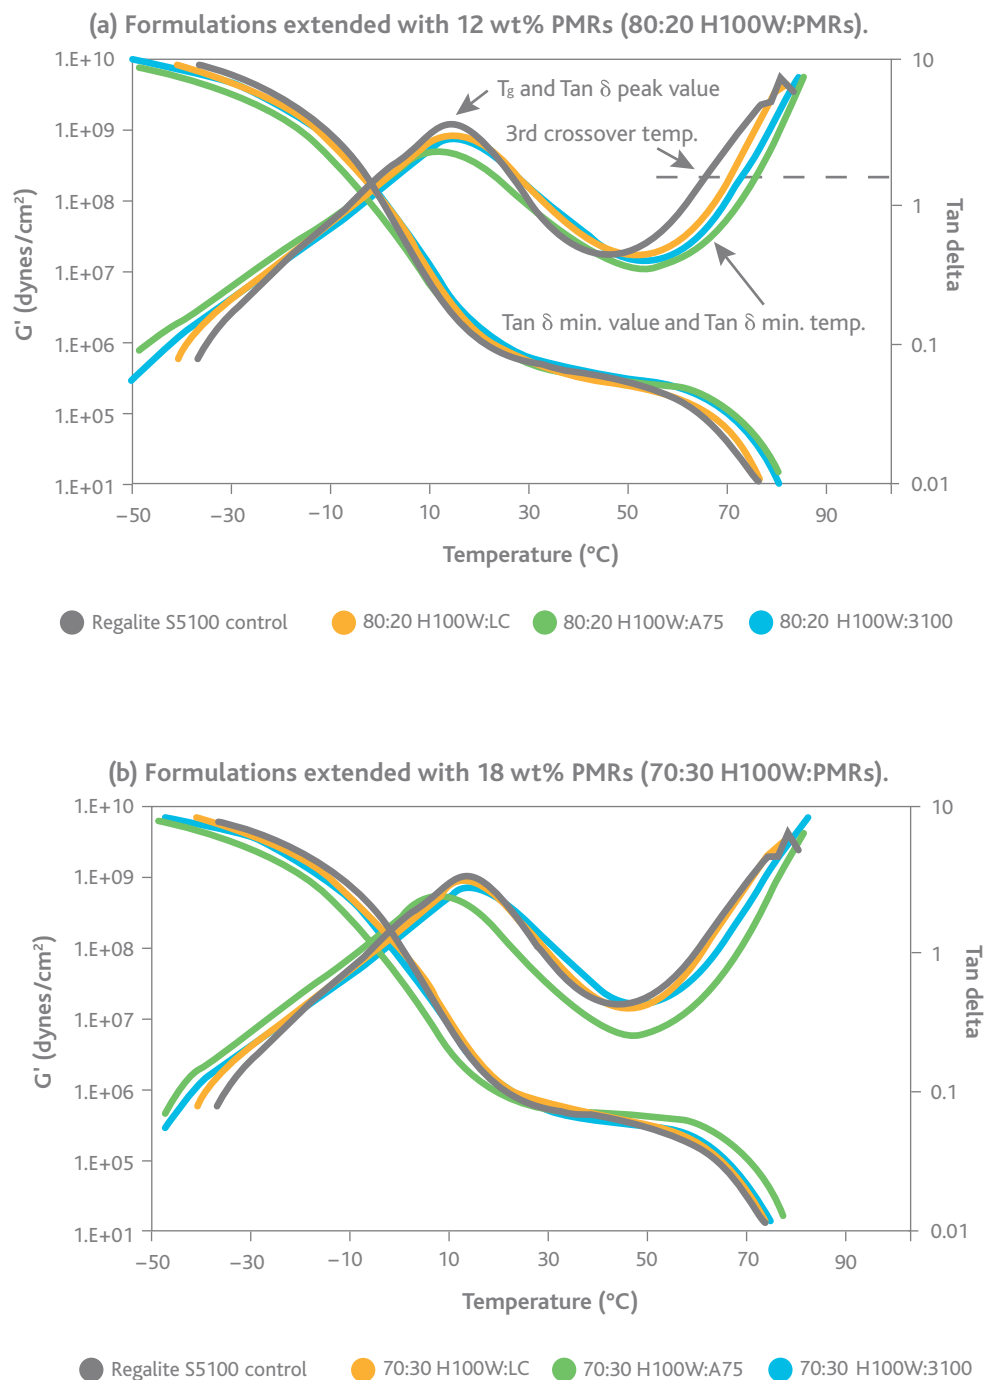 (a) Formulations extended with 12 wt% PMRs (80:20 H100W:PMRs).
1.E+10
1.E+09
1.E+08
1.E+07
1.E+06
1.E+05
1.E+01
G' (dynes/cm²)
10
1
0.1
0.01
Tan delta
Tg and Tan δ peak value
3rd crossover temp.
Tan δ min. value and Tan δ min. temp.
−50
−30
−10
10
30
50
70
90
Temperature (°C)
Regalite S5100 control
80:20 H100W:LC
80:20 H100W:A75
80:20 H100W:3100
(b) Formulations extended with 18 wt% PMRs (70:30 H100W:PMRs).
1.E+10
1.E+09
1.E+08
1.E+07
1.E+06
1.E+05
1.E+01
G' (dynes/cm²)
10
1
0.1
0.01
Tan delta
−50
−30
−10
10
30
50
70
90
Temperature (°C)
Regalite S5100 control
70:30 H100W:LC
70:30 H100W:A75
70:30 H100W:3100